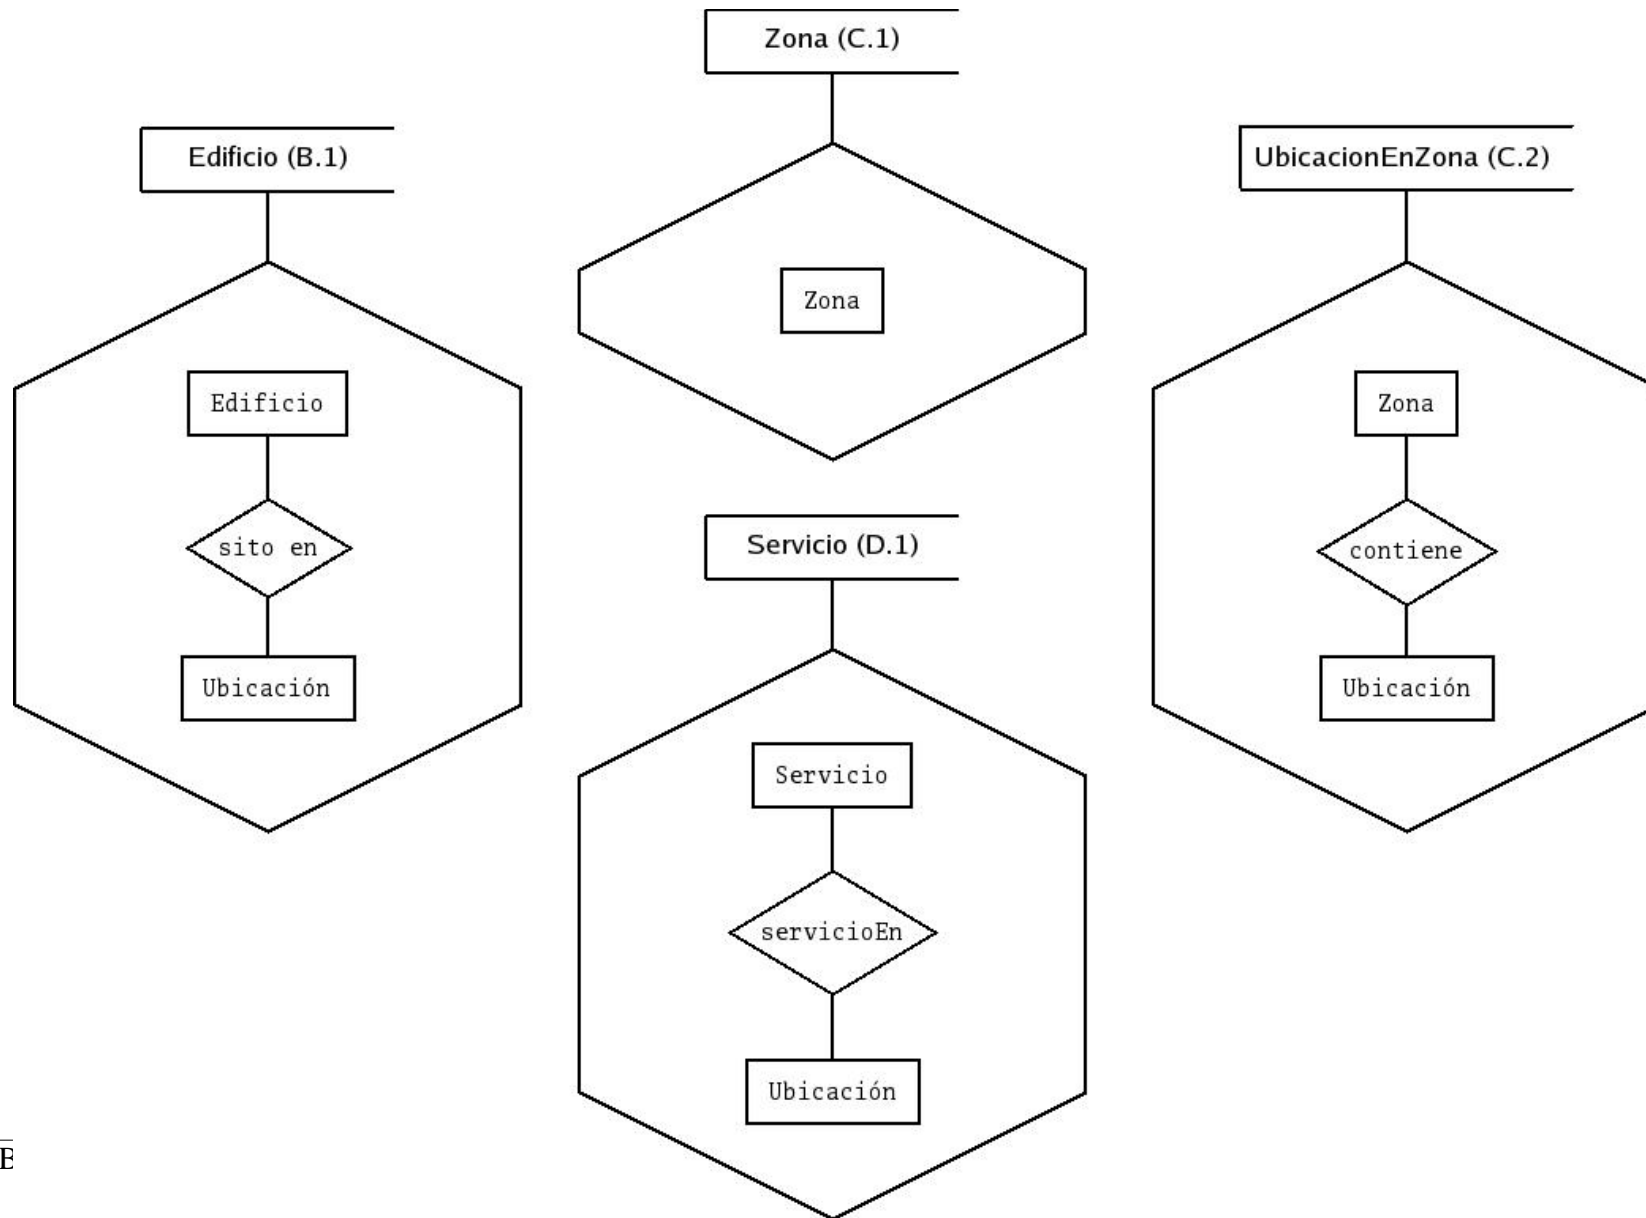 Zona (C.1)
Zona
Edificio (B.1)
Edificio
sito en
Ubicación
UbicacionEnZona (C.2)
Zona
contiene
Ubicación
Servicio (D.1)
Servicio
servicioEn
Ubicación